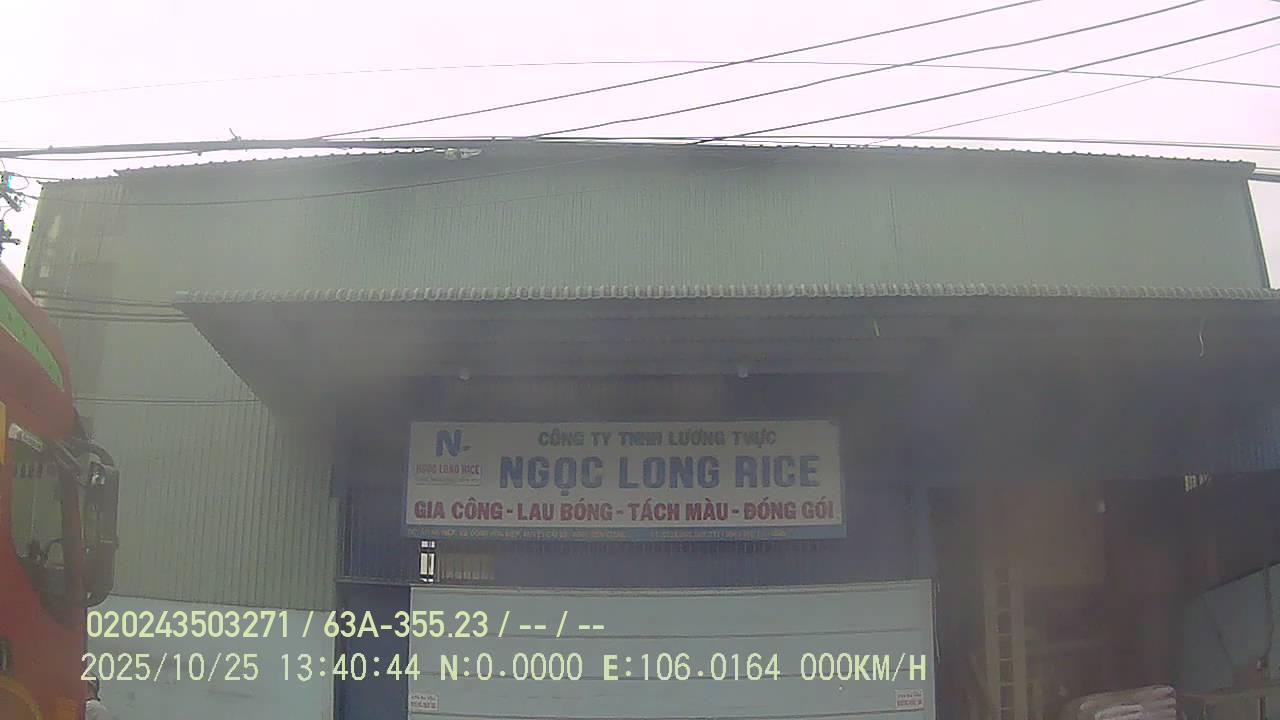 CÔNG TY TNHH LƯƠNG THỰC
N
NGỌC LONG RICE
NGỌC LONG RICE
GIA CÔNG - LAU BÓNG - TÁCH MÀU - ĐÓNG GÓI
020243503271 / 63A-355.23 / -- / --
2025/10/25 13:40:44 N:0.0000 E:106.0164 000KM/H